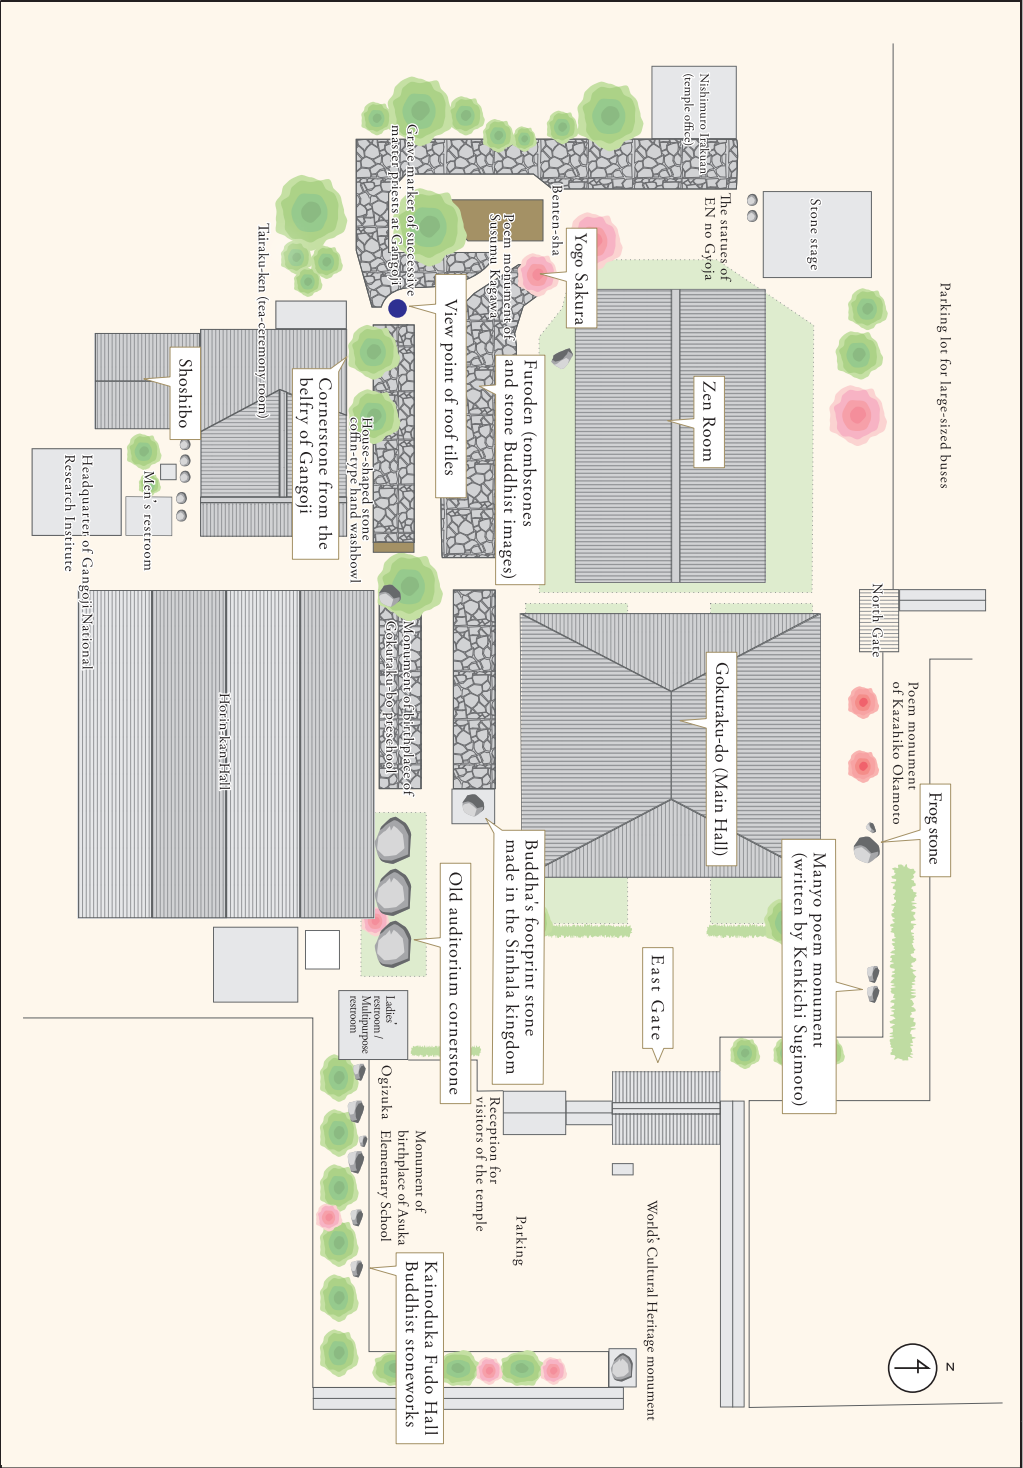 Parking lot for large-sized buses
N
North Gate
Poem monument
of Kazahiko Okamoto
Frog stone
Manyo poem monument
(written by Kenkichi Sugimoto)
Stone stage
Nishimuro Irakuan
(temple office)
The statues of
EN no Gyoja
Zen Room
Gokuraku-do (Main Hall)
East Gate
World's Cultural Heritage monument
Benten-sha
Yogo Sakura
Poem monument of
Susumu Kagawa
Futoden (tombstones
and stone Buddhist images)
Buddha's footprint stone
made in the Sinhala kingdom
Parking
Reception for
visitors of the temple
View point of roof tiles
Old auditorium cornerstone
Grave marker of successive
master priests at Gangoji
Monument of birthplace of
Gokuraku-bo preschool
Monument of
birthplace of Asuka
Elementary School
Ogizuka
Kainoduka Fudo Hall
Buddhist stoneworks
Ladies'
restroom /
Multipurpose
restroom
House-shaped stone
coffin-type hand washbowl
Cornerstone from the
belfry of Gangoji
Tairaku-ken (tea-ceremony room)
Horin-kan Hall
Shoshibo
Men's restroom
Headquarter of Gangoji-National
Research Institute